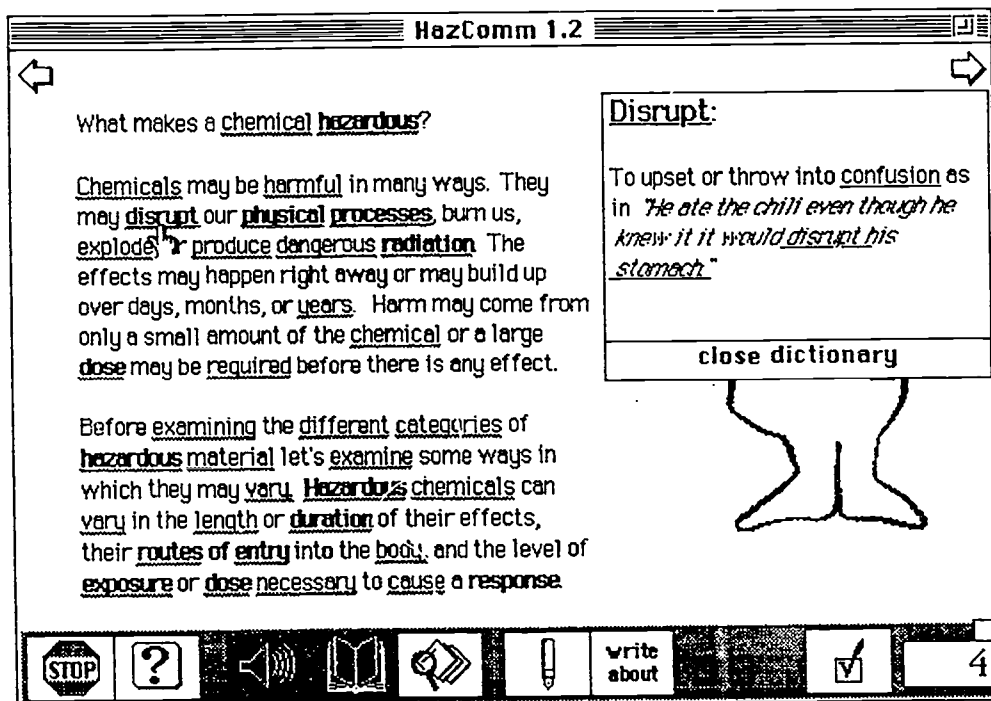 HazComm 1.2
What makes a chemical hazardous?
Chemicals may be harmful in many ways. They
may disrupt our physical processes, burn us,
explode, produce dangerous radiation. The
effects may happen right away or may build up
over days, months, or years. Harm may come from
only a small amount of the chemical or a large
dose may be required before there is any effect.
Before examining the different categories of
hazardous material let's examine some ways in
which they may vary. Hazardous chemicals can
vary in the length or duration of their effects,
their routes of entry into the body, and the level of
exposure or dose necessary to cause a response.
Disrupt:
To upset or throw into confusion as
in "He ate the chili even though he
knew it it would disrupt his
stomach."
close dictionary
STOP
?
write
about
4